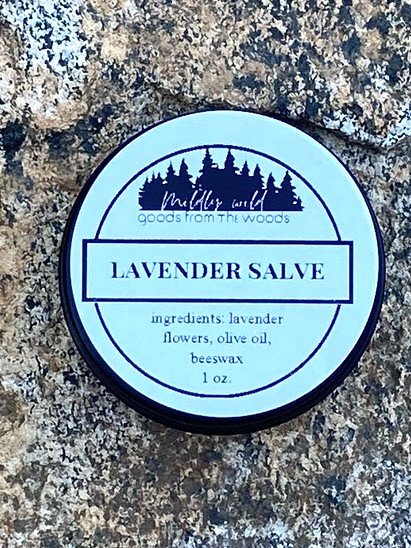 Mildly wild
goods from the woods
LAVENDER SALVE
ingredients: lavender
flowers, olive oil,
beeswax
1 oz.